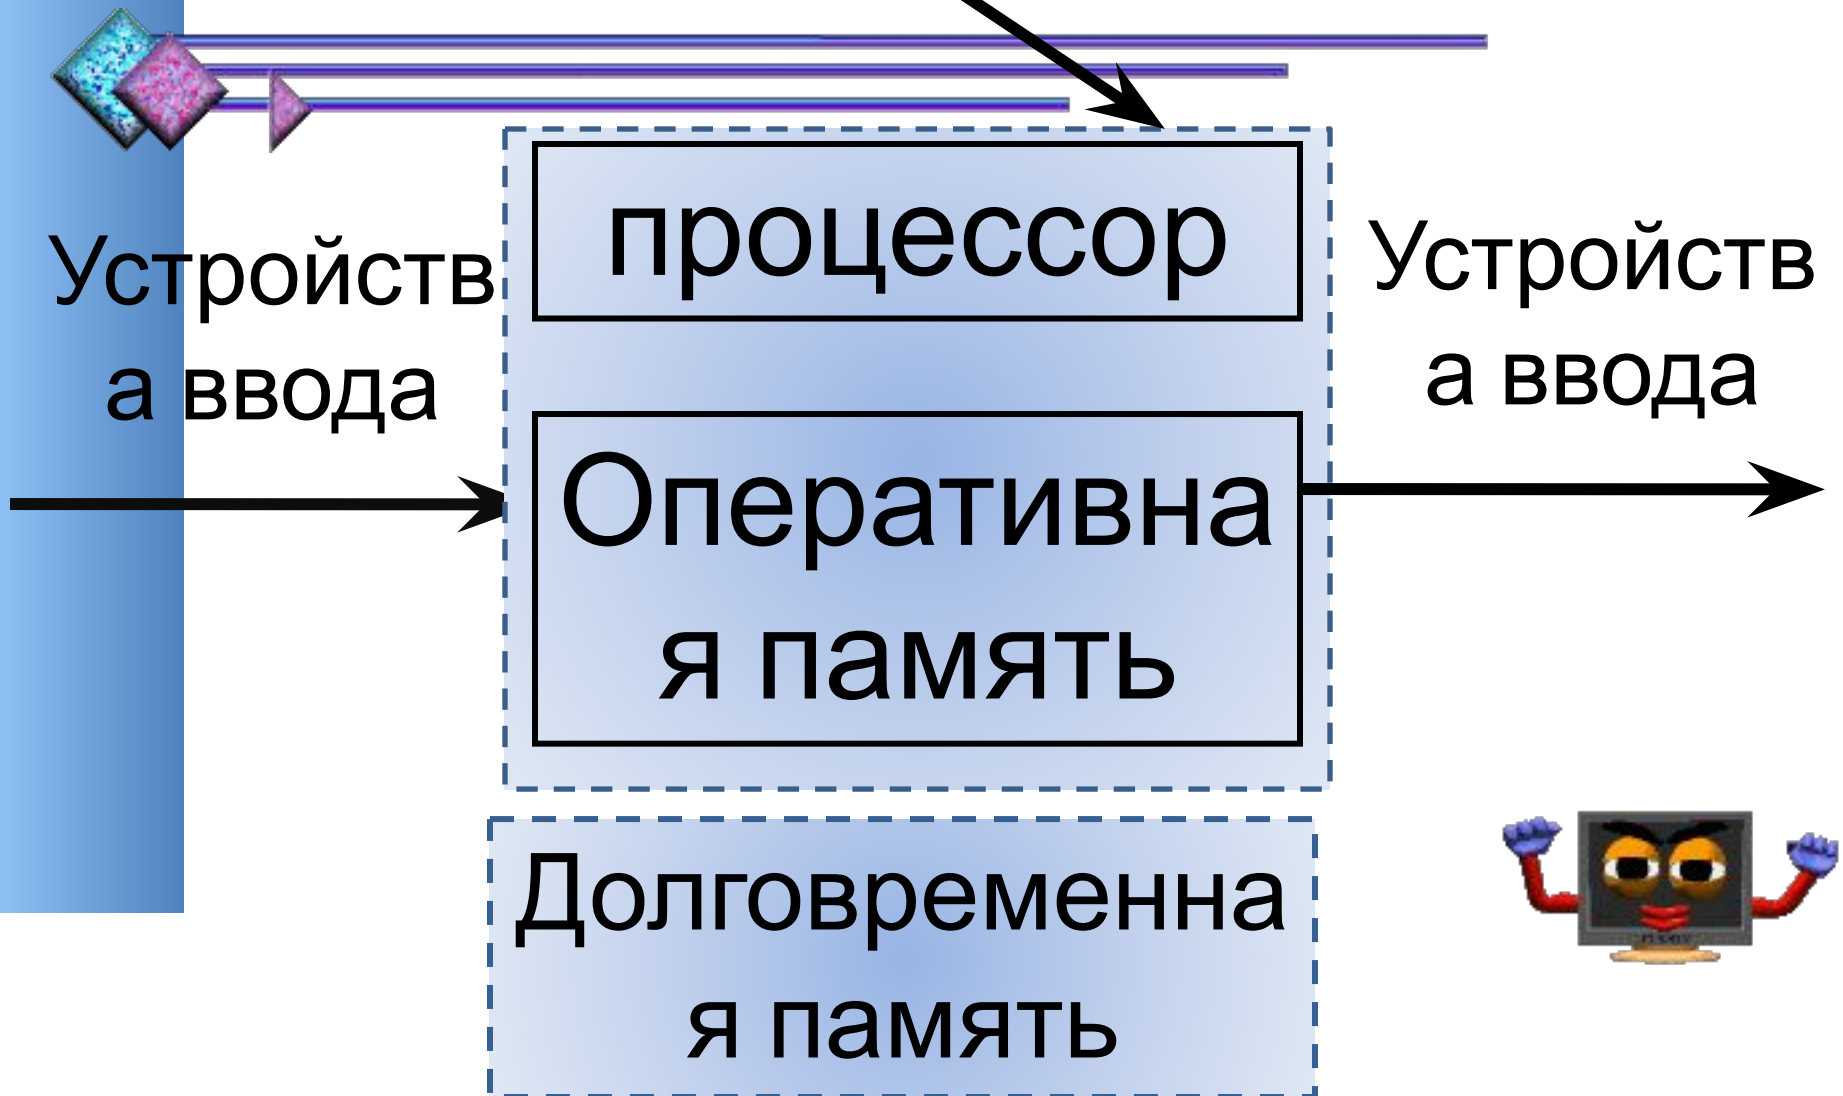 процессор
Устройств
а ввода
Устройств
а ввода
Оперативна
я память
Долговременна
я память